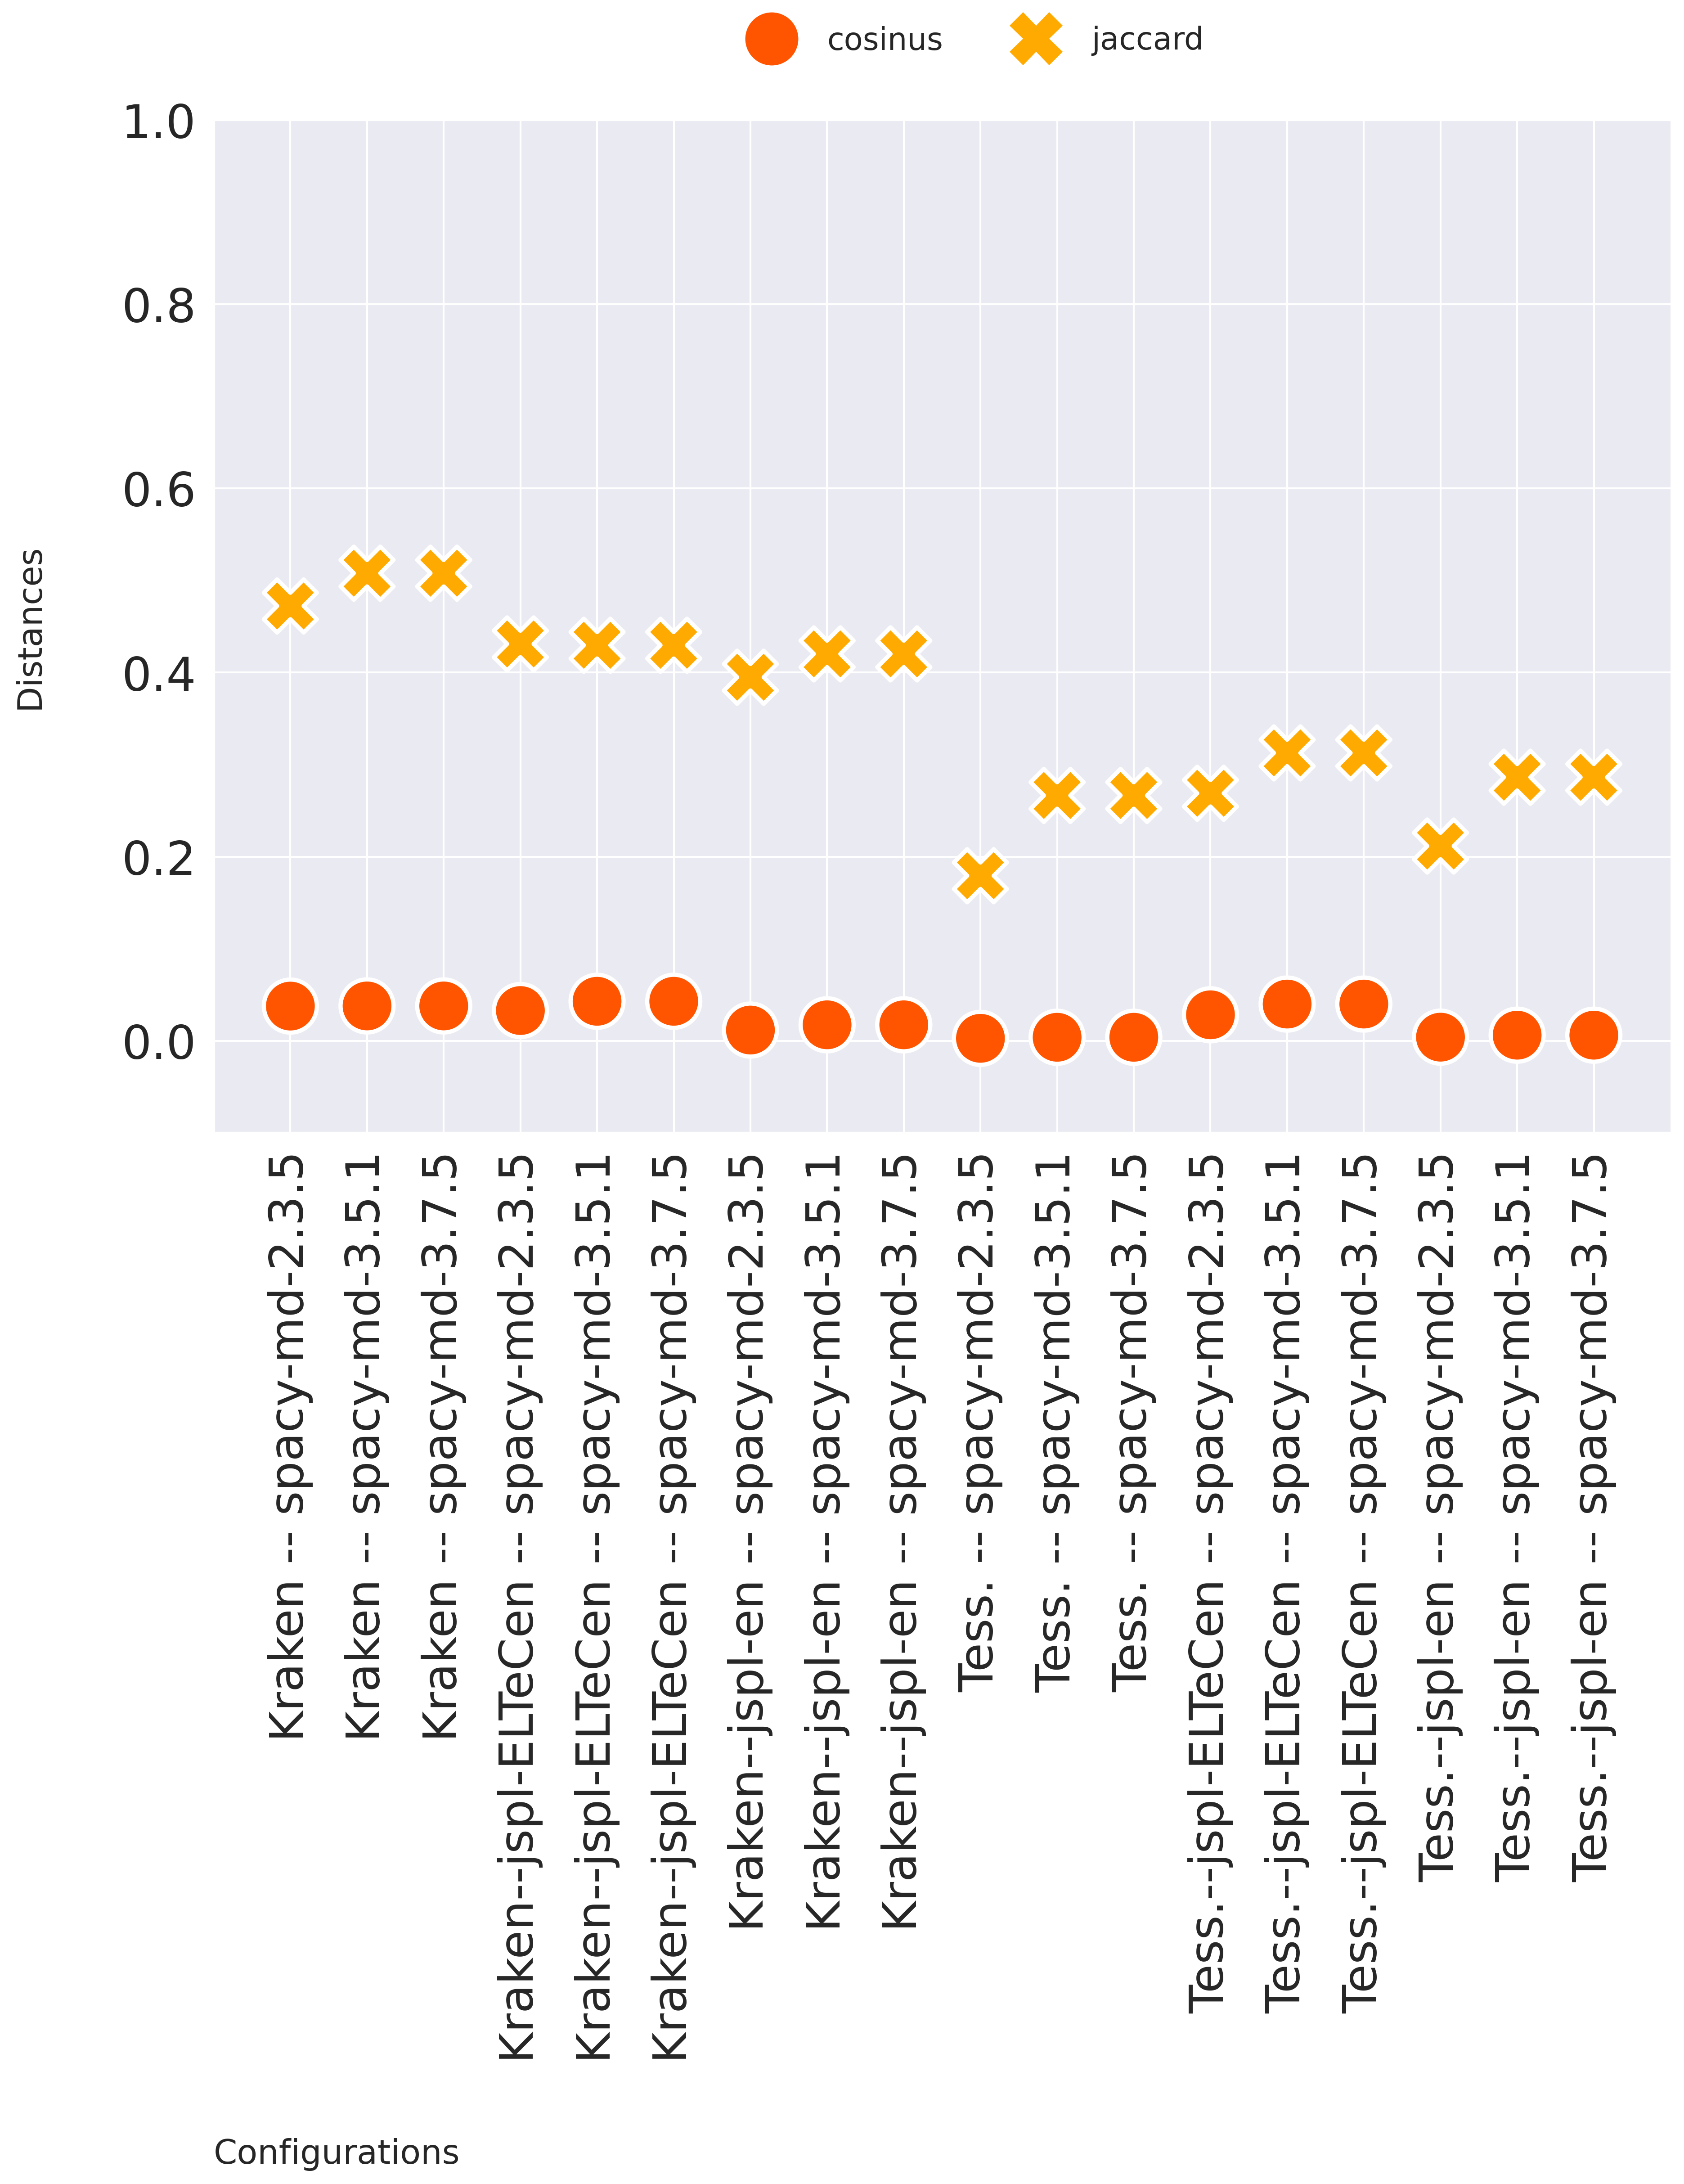 cosinus jaccard
1.0
0.8
0.6
0.4
0.2
0.0
Distances
Kraken -- spacy-md-2.3.5
Kraken -- spacy-md-3.5.1
Kraken -- spacy-md-3.7.5
Kraken--jspl-ELTeCen -- spacy-md-2.3.5
Kraken--jspl-ELTeCen -- spacy-md-3.5.1
Kraken--jspl-ELTeCen -- spacy-md-3.7.5
Kraken--jspl-en -- spacy-md-2.3.5
Kraken--jspl-en -- spacy-md-3.5.1
Kraken--jspl-en -- spacy-md-3.7.5
Tess. -- spacy-md-2.3.5
Tess. -- spacy-md-3.5.1
Tess. -- spacy-md-3.7.5
Tess.--jspl-ELTeCen -- spacy-md-2.3.5
Tess.--jspl-ELTeCen -- spacy-md-3.5.1
Tess.--jspl-ELTeCen -- spacy-md-3.7.5
Tess.--jspl-en -- spacy-md-2.3.5
Tess.--jspl-en -- spacy-md-3.5.1
Tess.--jspl-en -- spacy-md-3.7.5
Configurations